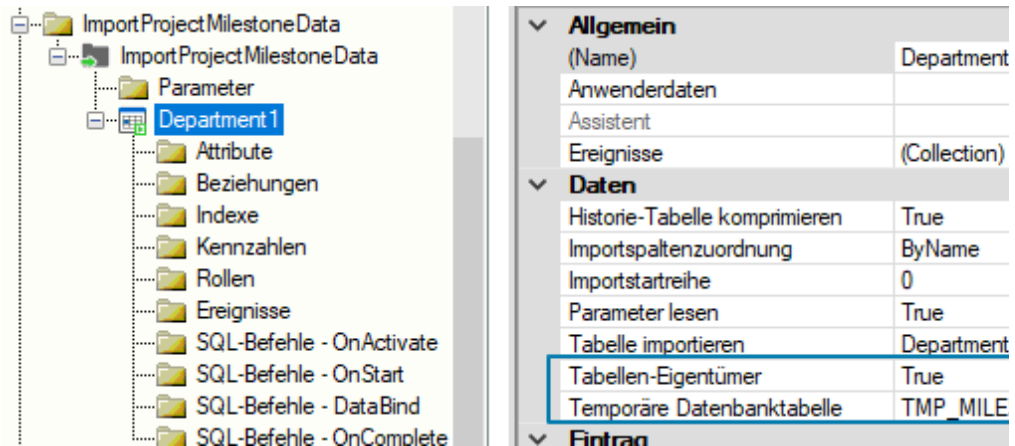 ImportProjectMilestoneData
ImportProjectMilestoneData
Parameter
Department1
Attribute
Beziehungen
Indexe
Kennzahlen
Rollen
Ereignisse
SQL-Befehle - OnActivate
SQL-Befehle - OnStart
SQL-Befehle - DataBind
SQL-Befehle - OnComplete
Allgemein
(Name) Department
Anwenderdaten
Assistent
Ereignisse (Collection)
Daten
Historie-Tabelle komprimieren True
Importspaltenzuordnung ByName
Importstartreihe 0
Parameter lesen True
Tabelle importieren Department
Tabellen-Eigentümer True
Temporäre Datenbanktabelle TMP_MILE
Eintrag